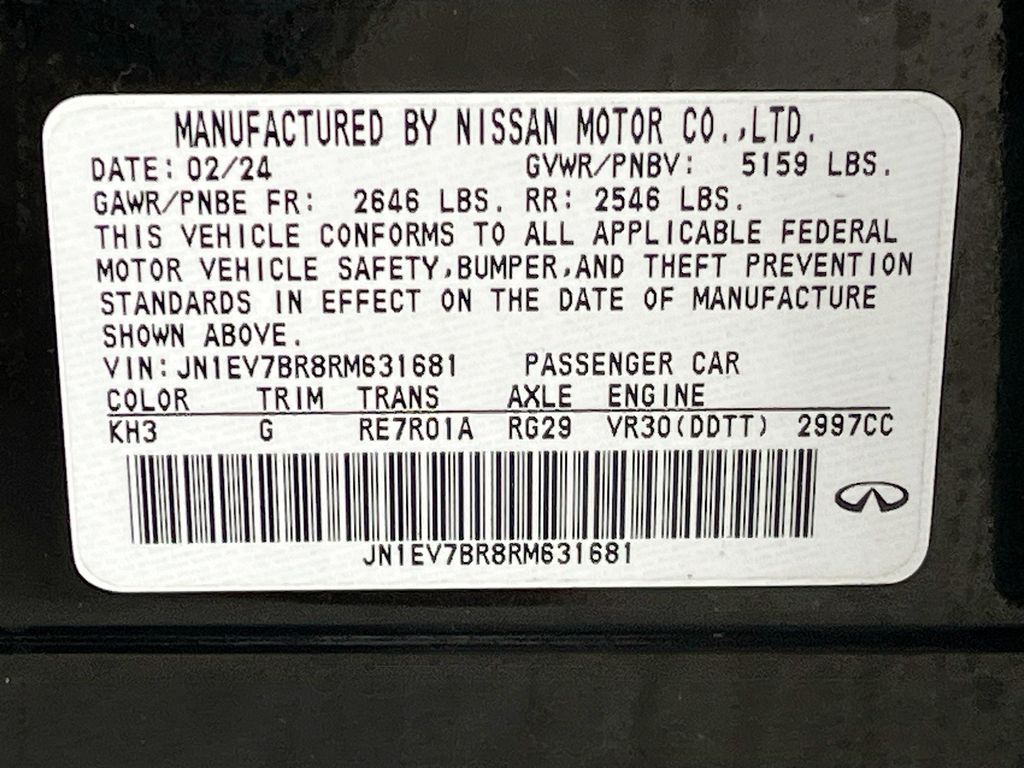 MANUFACTURED BY NISSAN MOTOR CO.,LTD.
DATE: 02/24 GVWR/PNBV: 5159 LBS.
GAWR/PNBE FR: 2646 LBS. RR: 2546 LBS.
THIS VEHICLE CONFORMS TO ALL APPLICABLE FEDERAL
MOTOR VEHICLE SAFETY,BUMPER,AND THEFT PREVENTION
STANDARDS IN EFFECT ON THE DATE OF MANUFACTURE
SHOWN ABOVE.
VIN:JN1EV7BR8RM631681 PASSENGER CAR
COLOR TRIM TRANS AXLE ENGINE
KH3 G RE7R01A RG29 VR30(DDTT) 2997CC
JN1EV7BR8RM631681